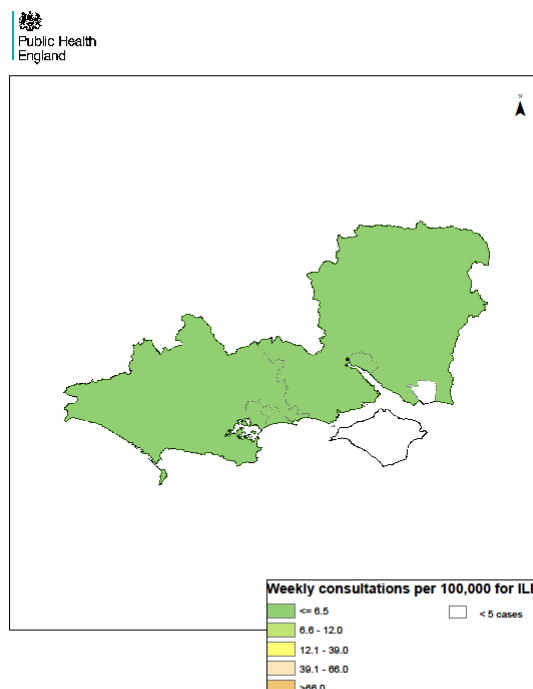 Public Health
England
N
Weekly consultations per 100,000 for ILI
<= 6.5
< 5 cases
6.6 - 12.0
12.1 - 39.0
39.1 - 66.0
>66.0